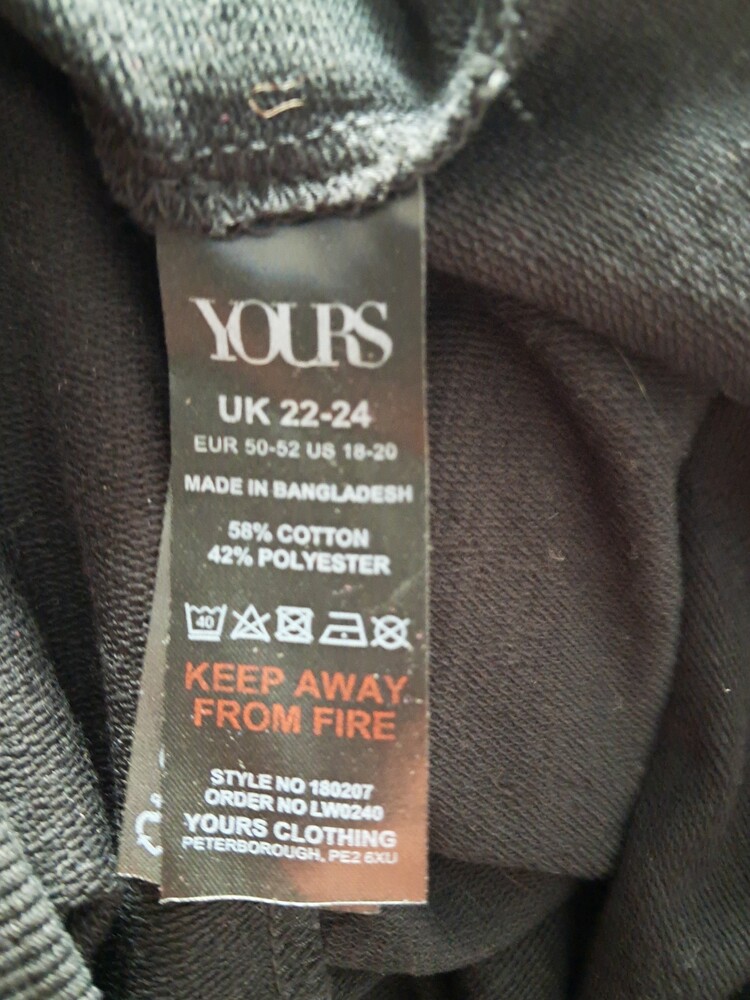 YOURS
UK 22-24
EUR 50-52 US 18-20
MADE IN BANGLADESH
58% COTTON
42% POLYESTER
40
KEEP AWAY
FROM FIRE
STYLE NO 180207
ORDER NO LW0240
YOURS CLOTHING
PETERBOROUGH, PE2 6XU